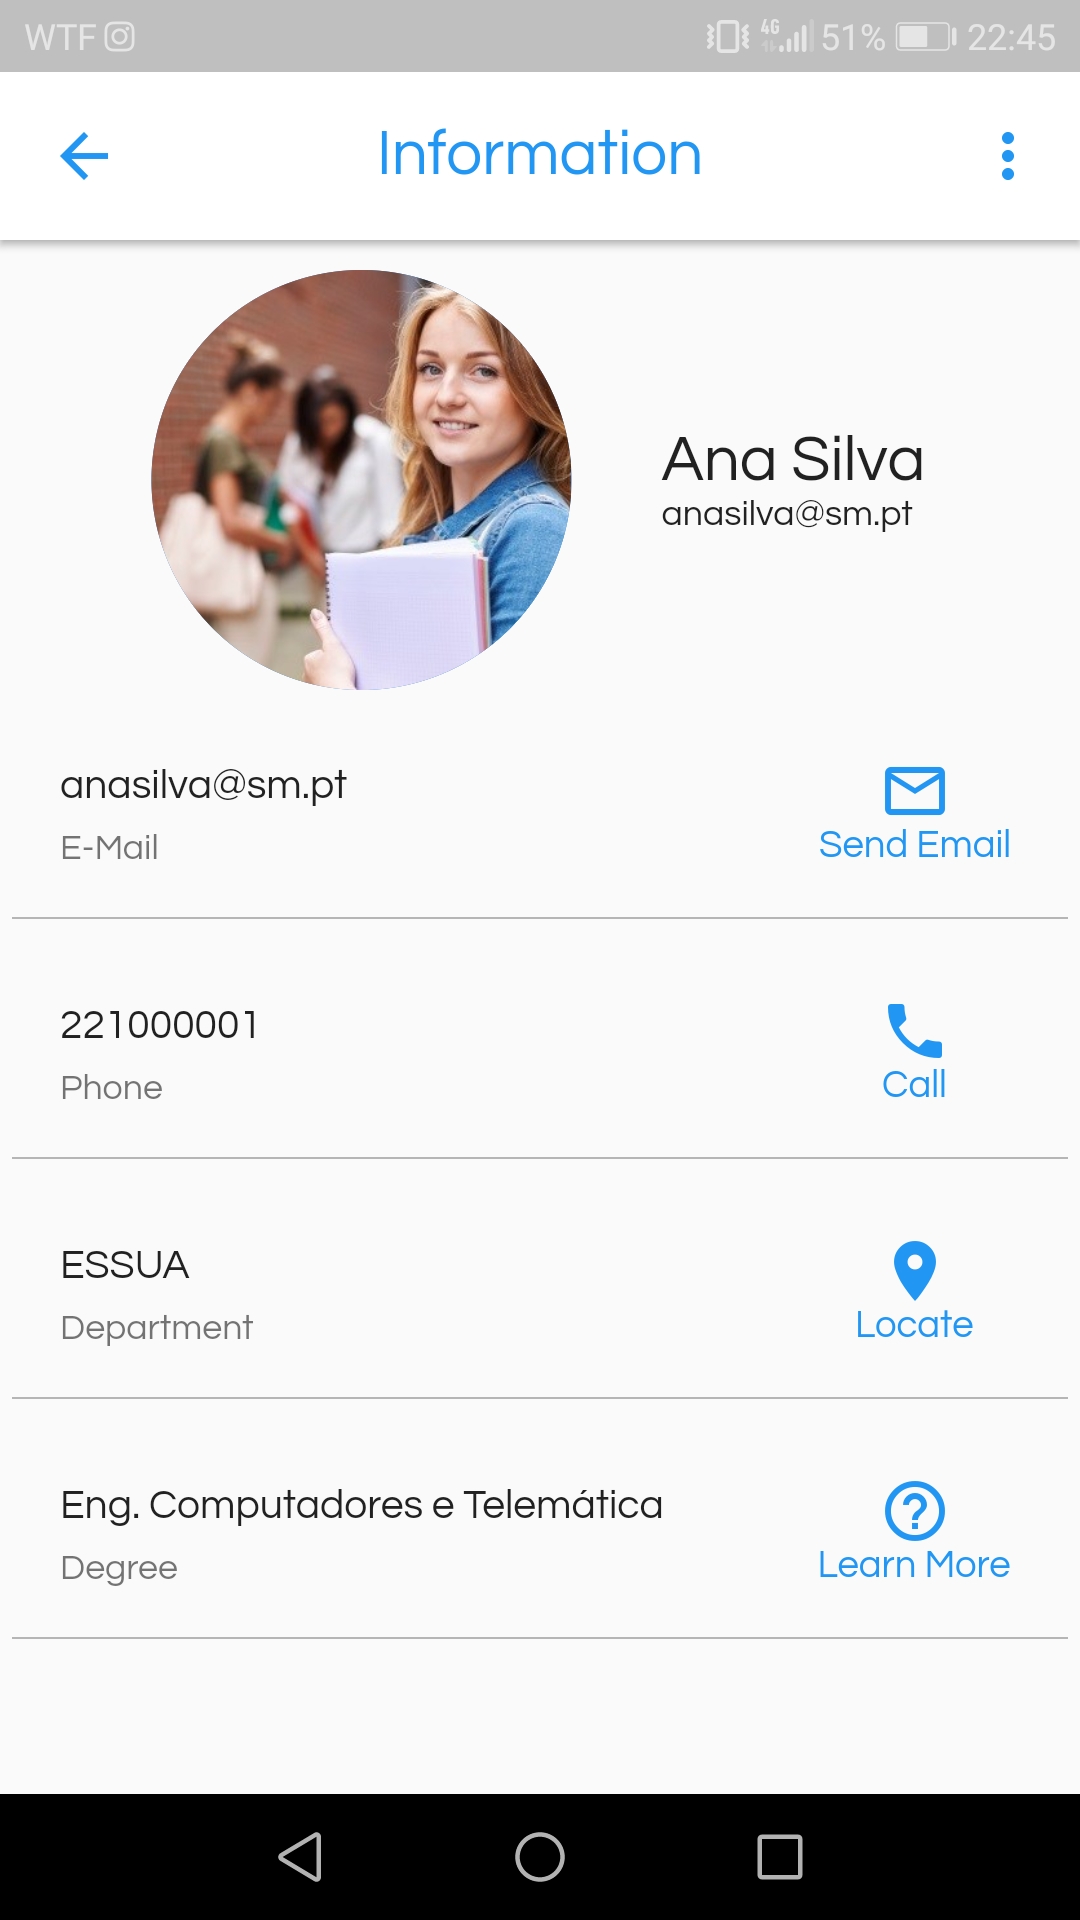 WTF 4G 51% 22:45
Information
Ana Silva
anasilva@sm.pt
anasilva@sm.pt
E-Mail
Send Email
221000001
Phone
Call
ESSUA
Department
Locate
Eng. Computadores e Telemática
Degree
Learn More